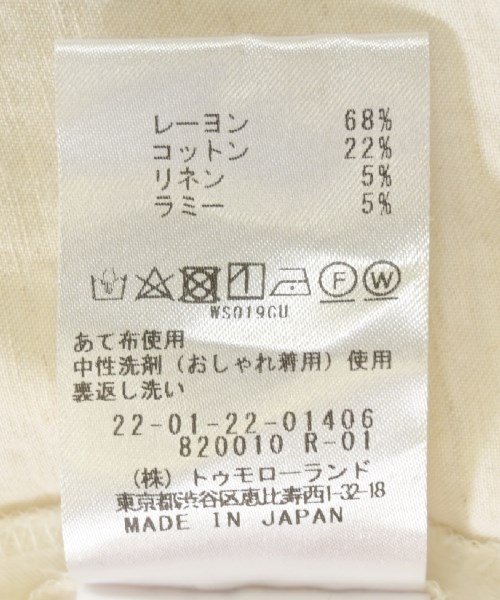 レーヨン 68%
コットン 22%
リネン 5%
ラミー 5%
F W
WS019GU
あて布使用
中性洗剤（おしゃれ着用）使用
裏返し洗い
22-01-22-01406
820010 R-01
（株）トゥモローランド
東京都渋谷区恵比寿西1-32-18
MADE IN JAPAN